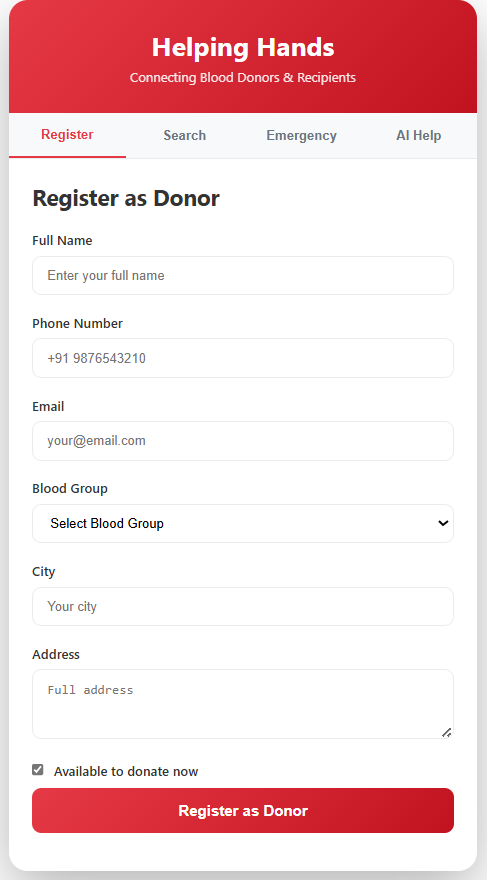 Helping Hands
Connecting Blood Donors & Recipients
Register Search Emergency AI Help
Register as Donor
Full Name
Enter your full name
Phone Number
+91 9876543210
Email
your@email.com
Blood Group
Select Blood Group
City
Your city
Address
Full address
Available to donate now
Register as Donor